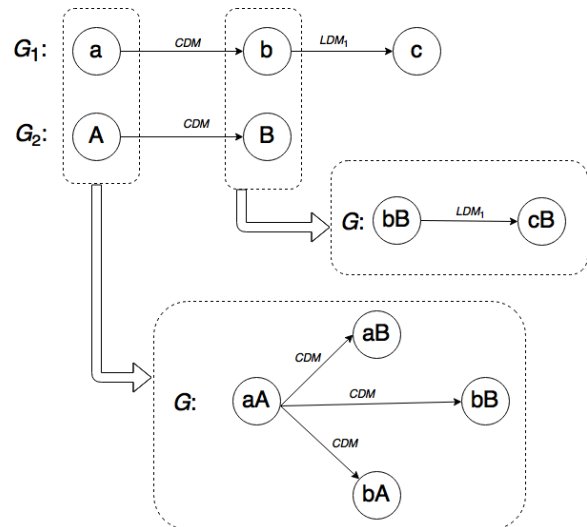 CDM LDM₁
G₁: a b c
CDM
G₂: A B
LDM₁
G: bB cB
aB
CDM
CDM
G: aA bB
CDM
bA